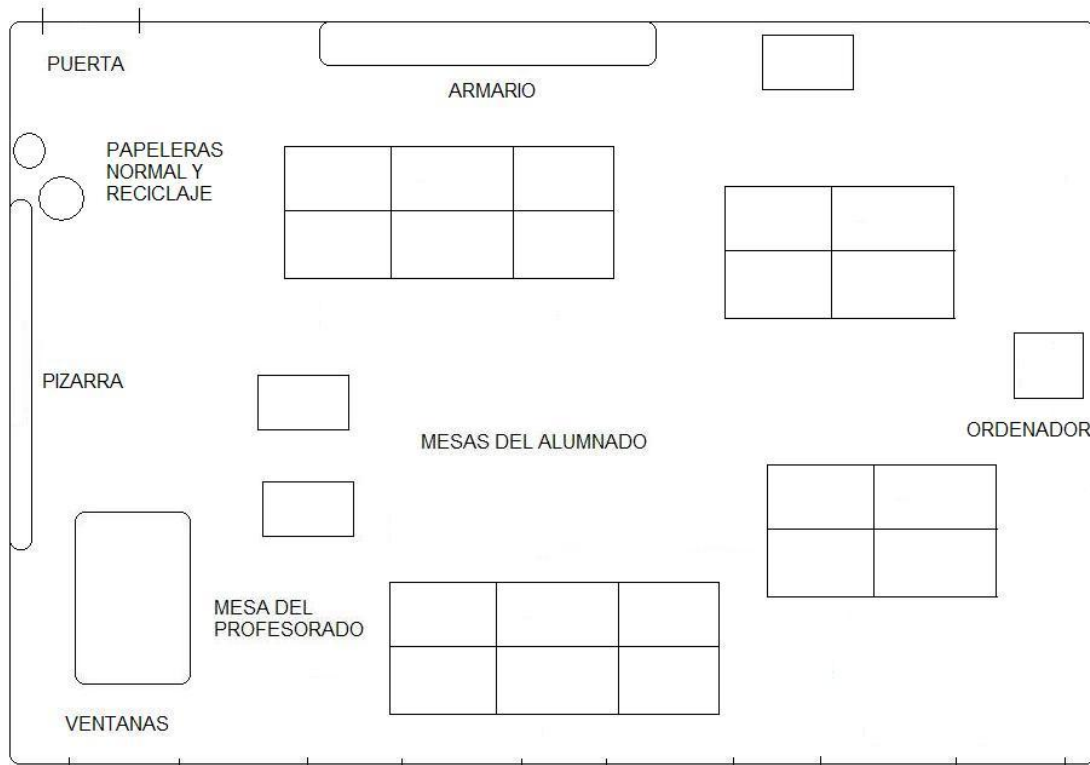 PUERTA
ARMARIO
PAPELERAS
NORMAL Y
RECICLAJE
PIZARRA
MESAS DEL ALUMNADO
ORDENADOR
MESA DEL
PROFESORADO
VENTANAS